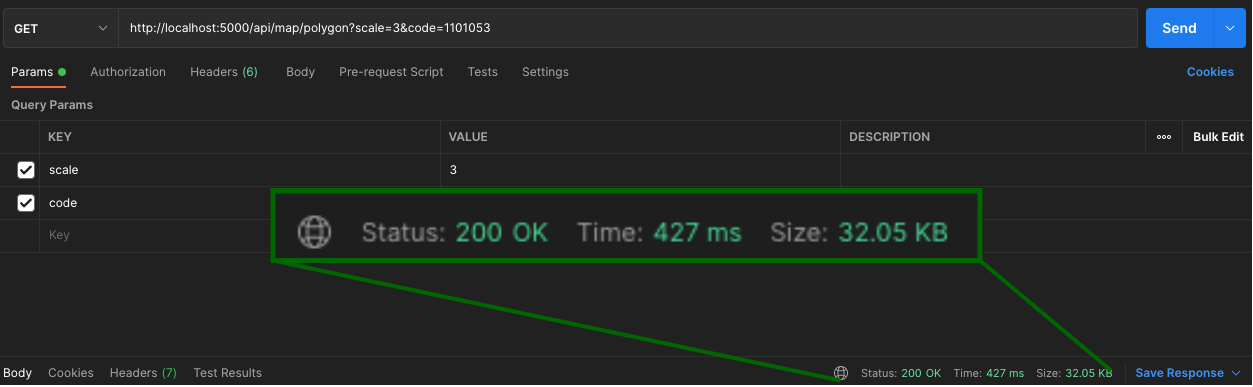 GET http://localhost:5000/api/map/polygon?scale=3&code=1101053 Send
Params Authorization Headers (6) Body Pre-request Script Tests Settings Cookies
Query Params
KEY VALUE DESCRIPTION ooo Bulk Edit
scale 3
code
Key
Status: 200 OK Time: 427 ms Size: 32.05 KB
Body Cookies Headers (7) Test Results Status: 200 OK Time: 427 ms Size: 32.05 KB Save Response